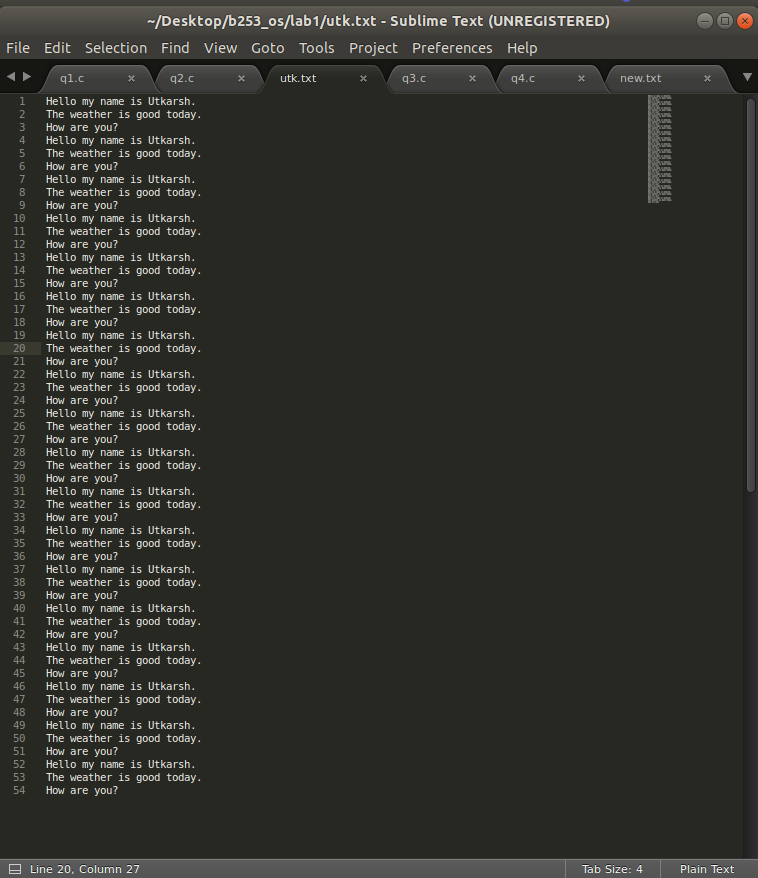 ~/Desktop/b253_os/lab1/utk.txt - Sublime Text (UNREGISTERED)
File Edit Selection Find View Goto Tools Project Preferences Help
q1.c q2.c utk.txt q3.c q4.c new.txt
1 Hello my name is Utkarsh.
2 The weather is good today.
3 How are you?
4 Hello my name is Utkarsh.
5 The weather is good today.
6 How are you?
7 Hello my name is Utkarsh.
8 The weather is good today.
9 How are you?
10 Hello my name is Utkarsh.
11 The weather is good today.
12 How are you?
13 Hello my name is Utkarsh.
14 The weather is good today.
15 How are you?
16 Hello my name is Utkarsh.
17 The weather is good today.
18 How are you?
19 Hello my name is Utkarsh.
20 The weather is good today.
21 How are you?
22 Hello my name is Utkarsh.
23 The weather is good today.
24 How are you?
25 Hello my name is Utkarsh.
26 The weather is good today.
27 How are you?
28 Hello my name is Utkarsh.
29 The weather is good today.
30 How are you?
31 Hello my name is Utkarsh.
32 The weather is good today.
33 How are you?
34 Hello my name is Utkarsh.
35 The weather is good today.
36 How are you?
37 Hello my name is Utkarsh.
38 The weather is good today.
39 How are you?
40 Hello my name is Utkarsh.
41 The weather is good today.
42 How are you?
43 Hello my name is Utkarsh.
44 The weather is good today.
45 How are you?
46 Hello my name is Utkarsh.
47 The weather is good today.
48 How are you?
49 Hello my name is Utkarsh.
50 The weather is good today.
51 How are you?
52 Hello my name is Utkarsh.
53 The weather is good today.
54 How are you?
Line 20, Column 27 Tab Size: 4 Plain Text